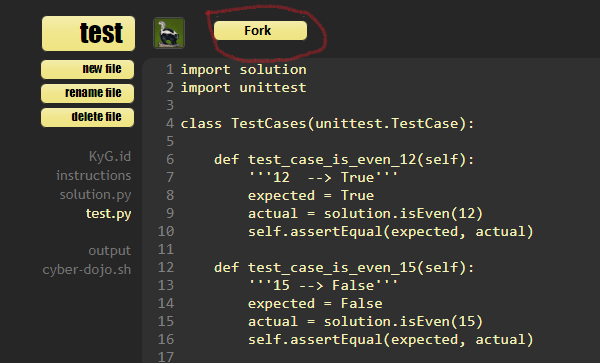 test
Fork
new file
rename file
delete file
KyG.id
instructions
solution.py
test.py
output
cyber-dojo.sh
1 import solution
2 import unittest
3
4 class TestCases(unittest.TestCase):
5
6     def test_case_is_even_12(self):
7         '''12  --> True'''
8         expected = True
9         actual = solution.isEven(12)
10         self.assertEqual(expected, actual)
11
12     def test_case_is_even_15(self):
13         '''15 --> False'''
14         expected = False
15         actual = solution.isEven(15)
16         self.assertEqual(expected, actual)
17